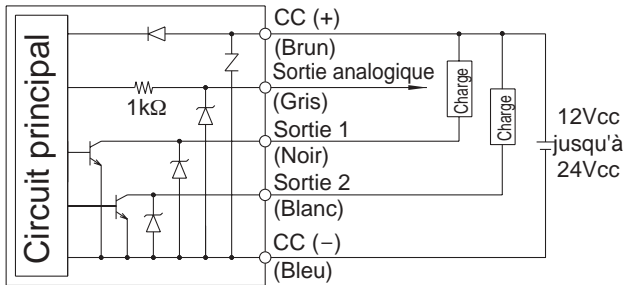 Circuit principal
CC (+)
(Brun)
Sortie analogique
1kΩ
(Gris)
Sortie 1
(Noir)
Sortie 2
(Blanc)
CC (−)
(Bleu)
Charge
Charge
12Vcc
jusqu'à
24Vcc